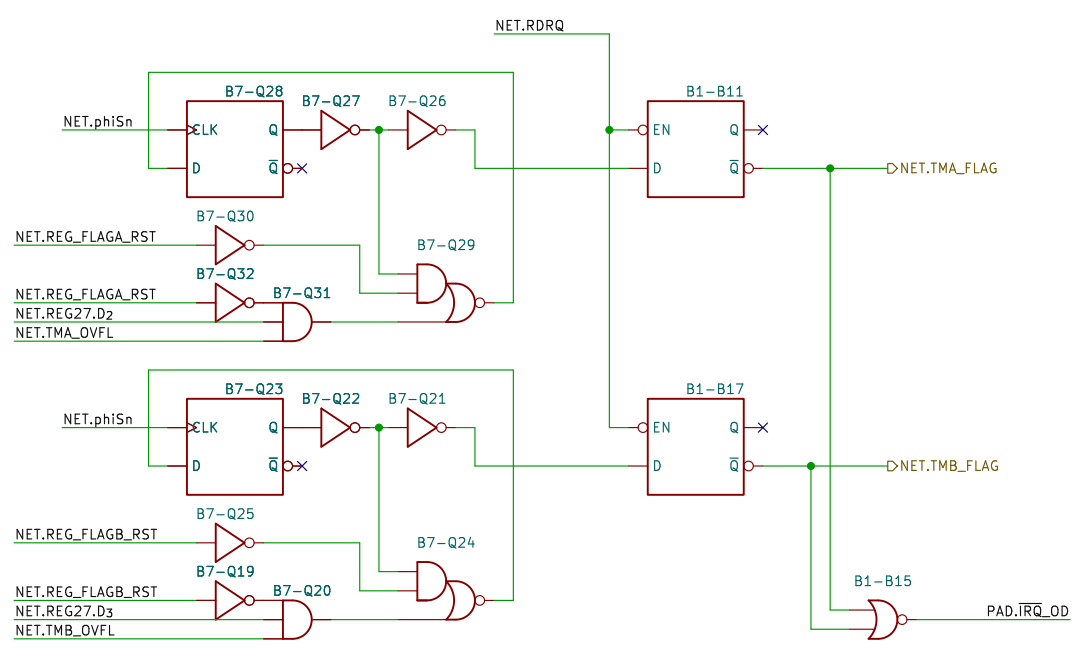 NET.RDRQ
B7-Q28
B7-Q27
B7-Q26
B1-B11
NET.phiSn
CLK
Q
EN
Q
D
Q̅
D
Q̅
NET.TMA_FLAG
B7-Q30
NET.REG_FLAGA_RST
B7-Q29
B7-Q32
NET.REG_FLAGA_RST
B7-Q31
NET.REG27.D2
NET.TMA_OVFL
B7-Q23
B7-Q22
B7-Q21
B1-B17
NET.phiSn
CLK
Q
EN
Q
D
Q̅
D
Q̅
NET.TMB_FLAG
B7-Q25
NET.REG_FLAGB_RST
B7-Q24
B7-Q19
NET.REG_FLAGB_RST
B7-Q20
NET.REG27.D3
NET.TMB_OVFL
B1-B15
PAD.I̅R̅Q̅_OD